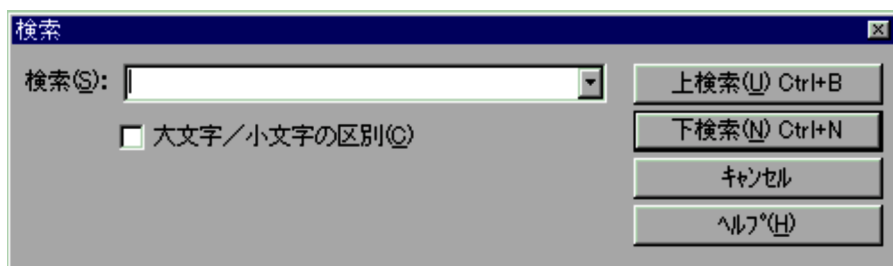 検索
検索(S):
上検索(U) Ctrl+B
大文字/小文字の区別(C)
下検索(N) Ctrl+N
キャンセル
ヘルプ(H)